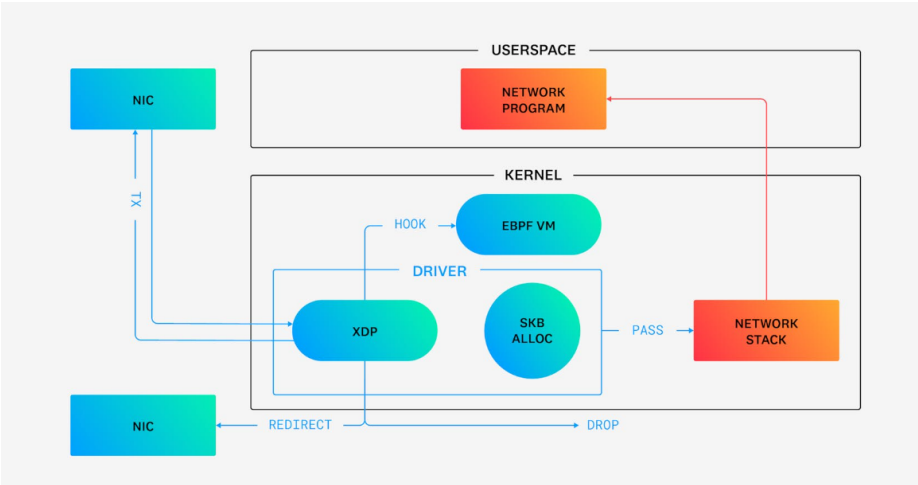 USERSPACE
NIC
NETWORK
PROGRAM
KERNEL
TX
HOOK
EBPF VM
DRIVER
XDP
SKB
ALLOC
PASS
NETWORK
STACK
NIC
REDIRECT
DROP